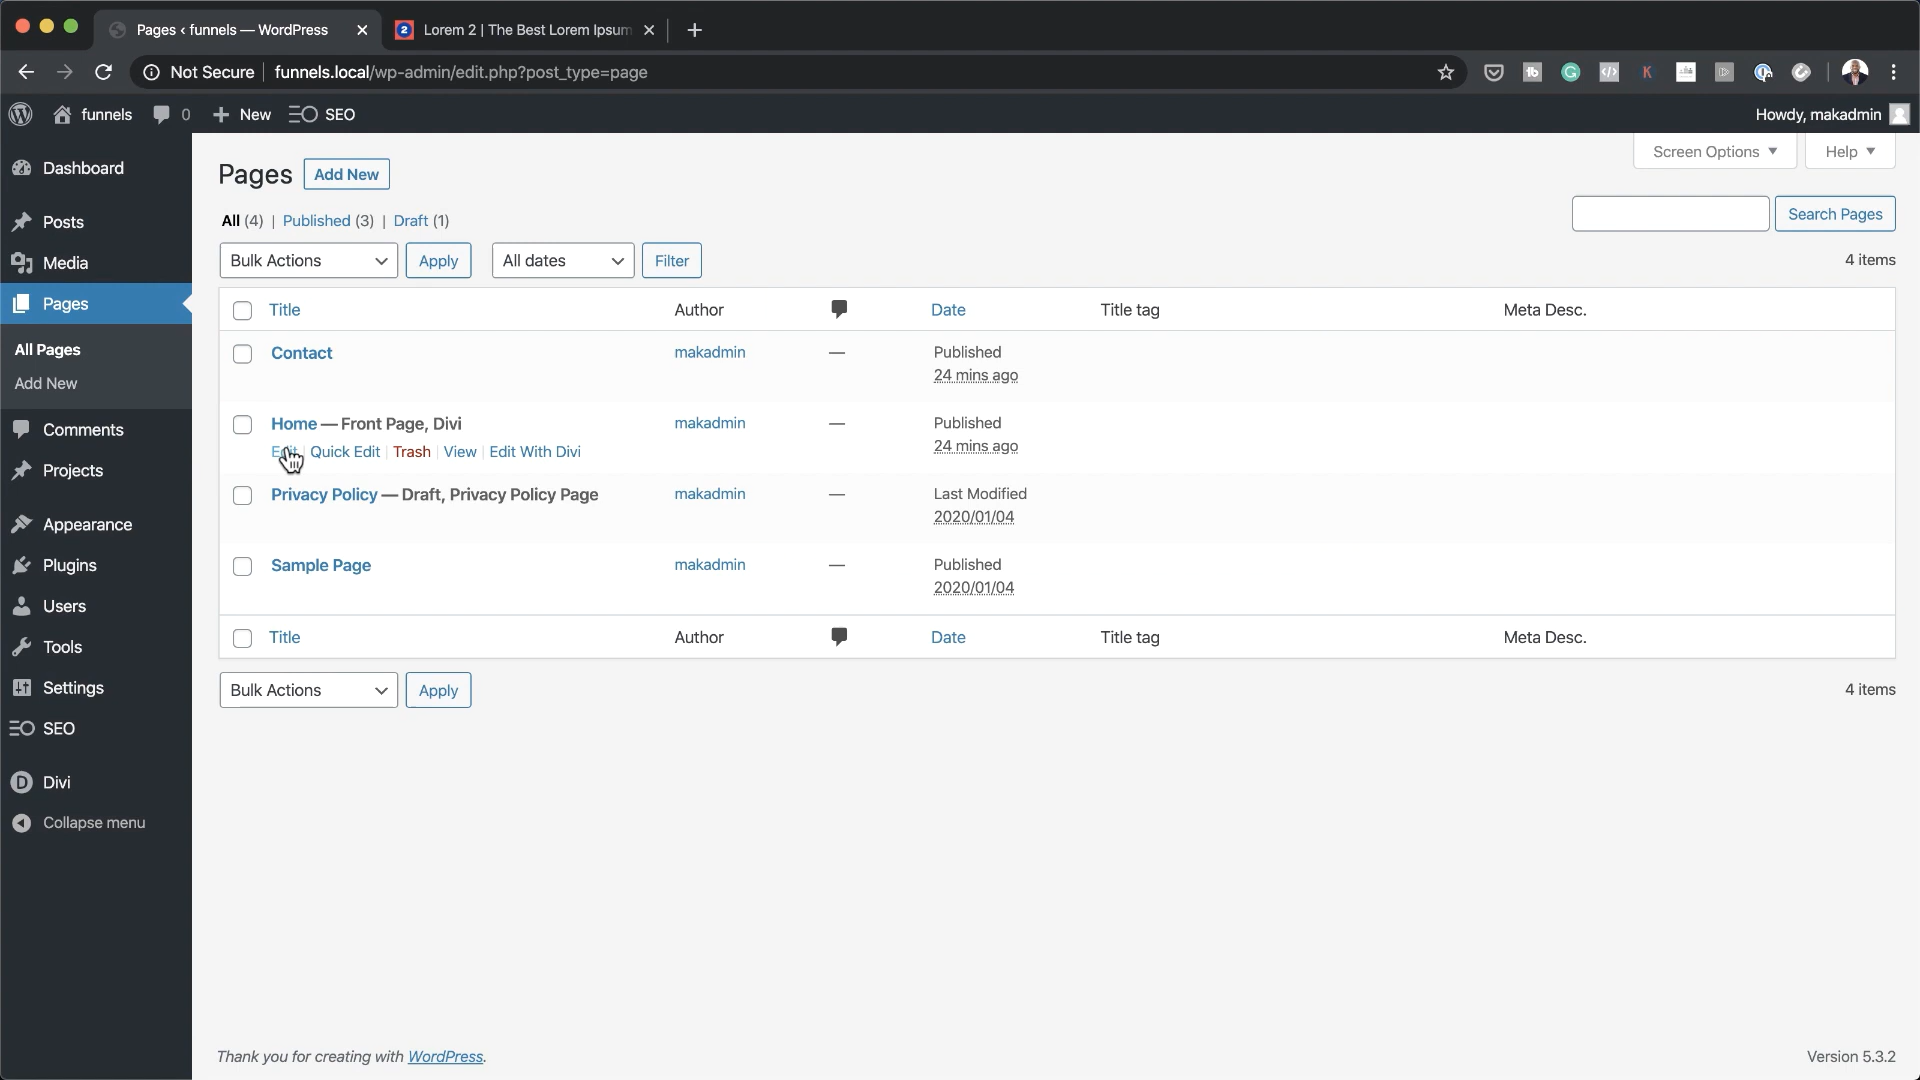 Pages ‹ funnels — WordPress
Lorem 2 | The Best Lorem Ipsum
Not Secure
funnels.local/wp-admin/edit.php?post_type=page
funnels
0
New
SEO
Howdy, makadmin
Dashboard
Posts
Media
Pages
All Pages
Add New
Comments
Projects
Appearance
Plugins
Users
Tools
Settings
SEO
Divi
Collapse menu
Screen Options
Help
Pages
Add New
All (4) | Published (3) | Draft (1)
Search Pages
Bulk Actions
Apply
All dates
Filter
4 items
Title Author Date Title tag Meta Desc.
Contact makadmin — Published
24 mins ago
Home — Front Page, Divi makadmin — Published
24 mins ago
Edit | Quick Edit | Trash | View | Edit With Divi
Privacy Policy — Draft, Privacy Policy Page makadmin — Last Modified
2020/01/04
Sample Page makadmin — Published
2020/01/04
Title Author Date Title tag Meta Desc.
Bulk Actions
Apply
4 items
Thank you for creating with WordPress.
Version 5.3.2